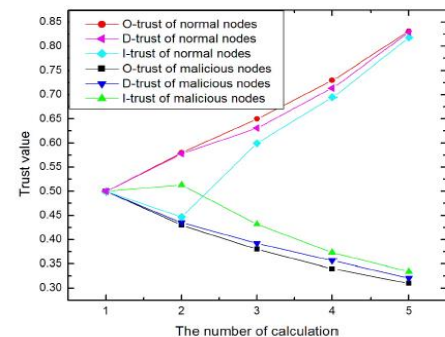 0.85
0.80
0.75
0.70
0.65
0.60
0.55
0.50
0.45
0.40
0.35
0.30
Trust value
O-trust of normal nodes
D-trust of normal nodes
I-trust of normal nodes
O-trust of malicious nodes
D-trust of malicious nodes
I-trust of malicious nodes
1 2 3 4 5
The number of calculation